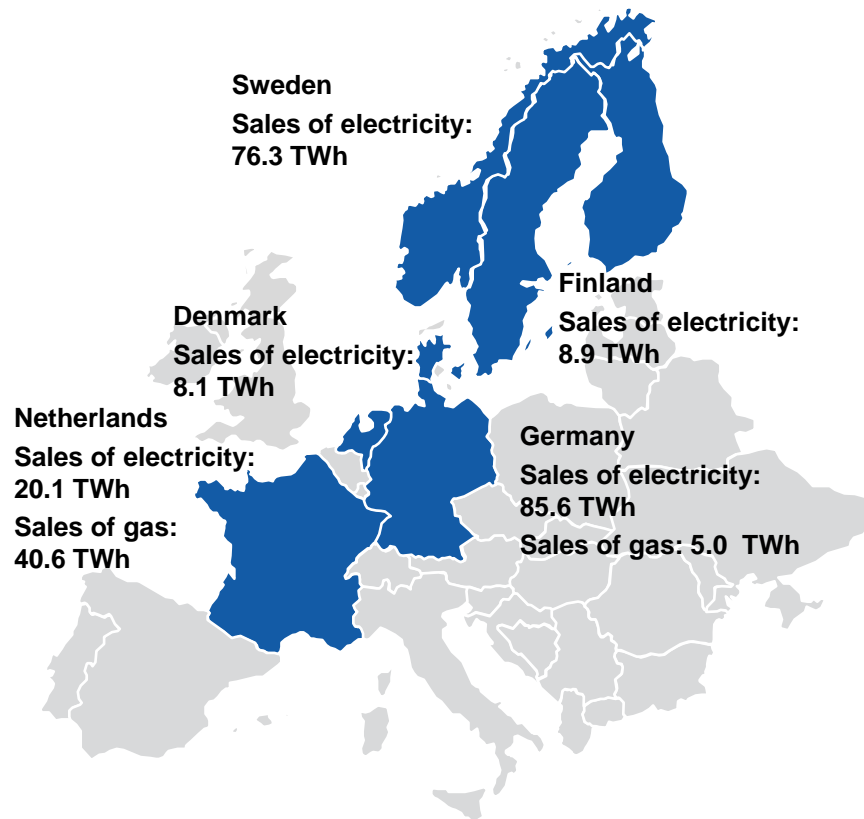 Sweden
Sales of electricity:
76.3 TWh
Finland
Sales of electricity:
8.9 TWh
Denmark
Sales of electricity:
8.1 TWh
Netherlands
Sales of electricity:
20.1 TWh
Sales of gas:
40.6 TWh
Germany
Sales of electricity:
85.6 TWh
Sales of gas: 5.0 TWh